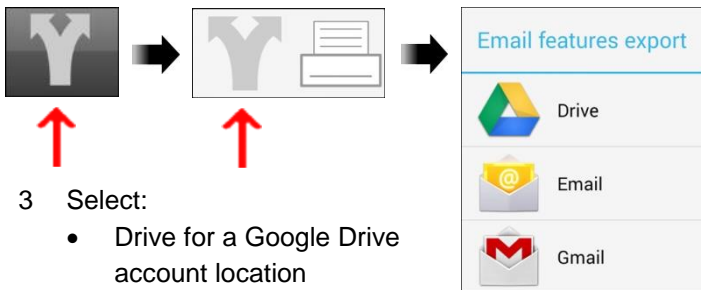 Email features export
Drive
Email
Gmail
3 Select:
• Drive for a Google Drive
account location